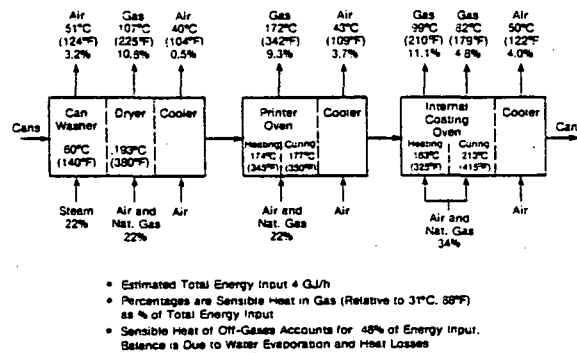 Air Gas Air Gas Air Gas Gas Air
51°C 107°C 40°C 172°C 43°C 99°C 82°C 50°C
(124°F) (225°F) (104°F) (342°F) (109°F) (210°F) (179°F) (122°F)
3.2% 10.8% 0.5% 9.3% 3.7% 11.1% 4.8% 4.0%
Can Washer
60°C
(140°F)
Dryer
193°C
(380°F)
Cooler
Printer Oven
Heating
174°C
(345°F)
Curing
177°C
(350°F)
Cooler
Internal Coating Oven
Heating
163°C
(325°F)
Curing
213°C
(415°F)
Cooler
Cans
Cans
Steam
22%
Air and
Nat. Gas
22%
Air
Air and
Nat. Gas
22%
Air
Air and
Nat. Gas
34%
Air
• Estimated Total Energy Input 4 GJ/h
• Percentages are Sensible Heat in Gas (Relative to 31°C, 88°F)
as % of Total Energy Input
• Sensible Heat of Off-Gases Accounts for 48% of Energy Input.
Balance is Due to Water Evaporation and Heat Losses